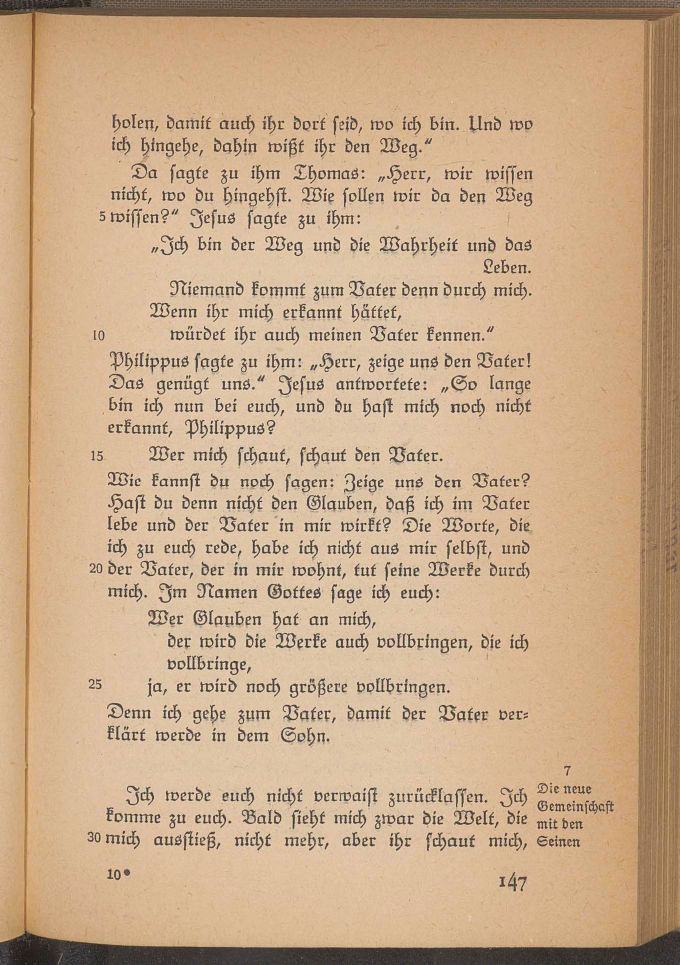 holen, damit auch ihr dort seid, wo ich bin. Und wo
ich hingehe, dahin wißt ihr den Weg.“
Da sagte zu ihm Thomas: „Herr, wir wissen
nicht, wo du hingehst. Wie sollen wir da den Weg
5 wissen?“ Jesus sagte zu ihm:
„Ich bin der Weg und die Wahrheit und das
Leben.
Niemand kommt zum Vater denn durch mich.
Wenn ihr mich erkannt hättet,
10 würdet ihr auch meinen Vater kennen.“
Philippus sagte zu ihm: „Herr, zeige uns den Vater!
Das genügt uns.“ Jesus antwortete: „So lange
bin ich nun bei euch, und du hast mich noch nicht
erkannt, Philippus?
15 Wer mich schaut, schaut den Vater.
Wie kannst du noch sagen: Zeige uns den Vater?
Hast du denn nicht den Glauben, daß ich im Vater
lebe und der Vater in mir wirkt? Die Worte, die
ich zu euch rede, habe ich nicht aus mir selbst, und
20 der Vater, der in mir wohnt, tut seine Werke durch
mich. Im Namen Gottes sage ich euch:
Wer Glauben hat an mich,
der wird die Werke auch vollbringen, die ich
vollbringe,
25 ja, er wird noch größere vollbringen.
Denn ich gehe zum Vater, damit der Vater ver-
klärt werde in dem Sohn.
Ich werde euch nicht verwaist zurücklassen. Ich
komme zu euch. Bald sieht mich zwar die Welt, die
30 mich ausstieß, nicht mehr, aber ihr schaut mich,
7
Die neue
Gemeinschaft
mit den
Seinen
10*
147